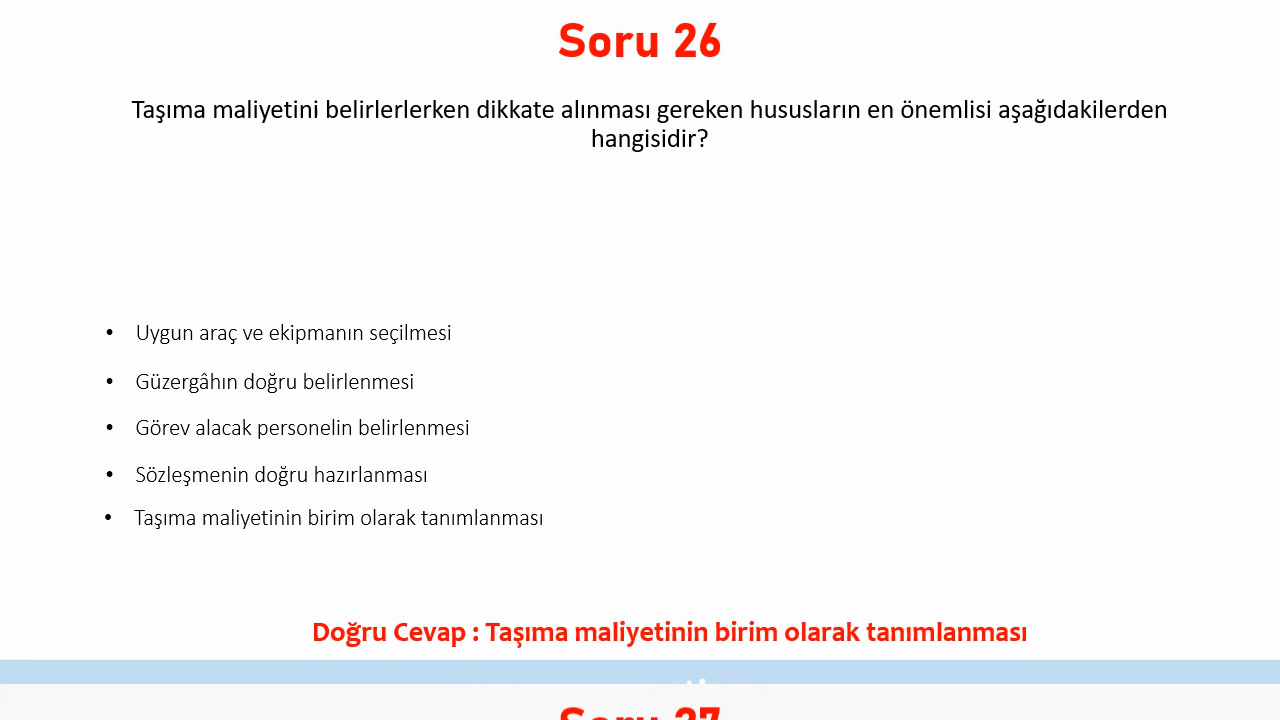 Soru 26
Taşıma maliyetini belirlerlerken dikkate alınması gereken hususların en önemlisi aşağıdakilerden
hangisidir?
• Uygun araç ve ekipmanın seçilmesi
• Güzergâhın doğru belirlenmesi
• Görev alacak personelin belirlenmesi
• Sözleşmenin doğru hazırlanması
• Taşıma maliyetinin birim olarak tanımlanması
Doğru Cevap : Taşıma maliyetinin birim olarak tanımlanması
Soru 27